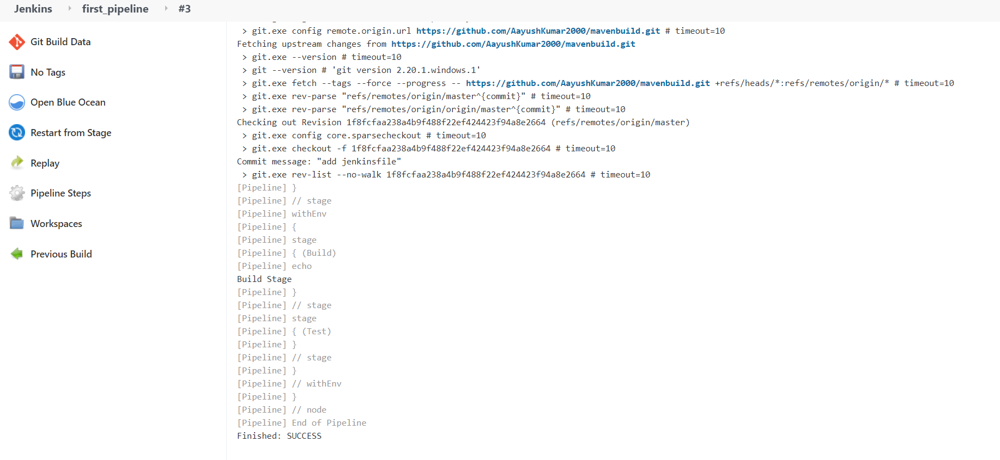 Jenkins
first_pipeline
#3
Git Build Data
No Tags
Open Blue Ocean
Restart from Stage
Replay
Pipeline Steps
Workspaces
Previous Build
> git.exe config remote.origin.url https://github.com/AayushKumar2000/mavenbuild.git # timeout=10
Fetching upstream changes from https://github.com/AayushKumar2000/mavenbuild.git
> git.exe --version # timeout=10
> git --version # 'git version 2.20.1.windows.1'
> git.exe fetch --tags --force --progress -- https://github.com/AayushKumar2000/mavenbuild.git +refs/heads/*:refs/remotes/origin/* # timeout=10
> git.exe rev-parse "refs/remotes/origin/master^{commit}" # timeout=10
> git.exe rev-parse "refs/remotes/origin/origin/master^{commit}" # timeout=10
Checking out Revision 1f8fcfaa238a4b9f488f22ef424423f94a8e2664 (refs/remotes/origin/master)
> git.exe config core.sparsecheckout # timeout=10
> git.exe checkout -f 1f8fcfaa238a4b9f488f22ef424423f94a8e2664 # timeout=10
Commit message: "add jenkinsfile"
> git.exe rev-list --no-walk 1f8fcfaa238a4b9f488f22ef424423f94a8e2664 # timeout=10
[Pipeline] }
[Pipeline] // stage
[Pipeline] withEnv
[Pipeline] {
[Pipeline] stage
[Pipeline] { (Build)
[Pipeline] echo
Build Stage
[Pipeline] }
[Pipeline] // stage
[Pipeline] stage
[Pipeline] { (Test)
[Pipeline] }
[Pipeline] // stage
[Pipeline] }
[Pipeline] // withEnv
[Pipeline] }
[Pipeline] // node
[Pipeline] End of Pipeline
Finished: SUCCESS